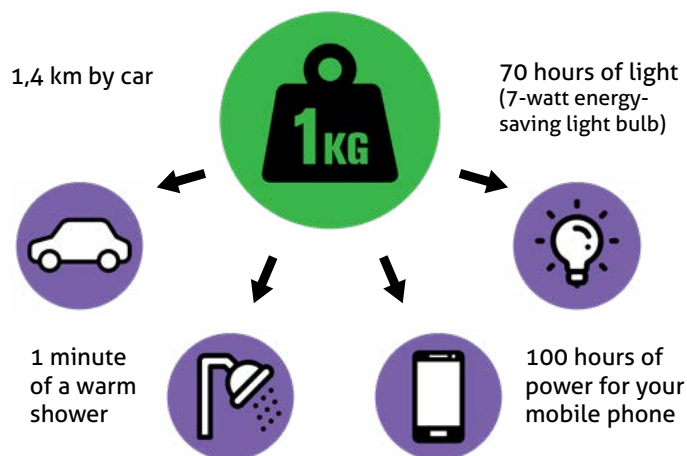 1,4 km by car
1KG
70 hours of light
(7-watt energy-
saving light bulb)
1 minute
of a warm
shower
100 hours of
power for your
mobile phone